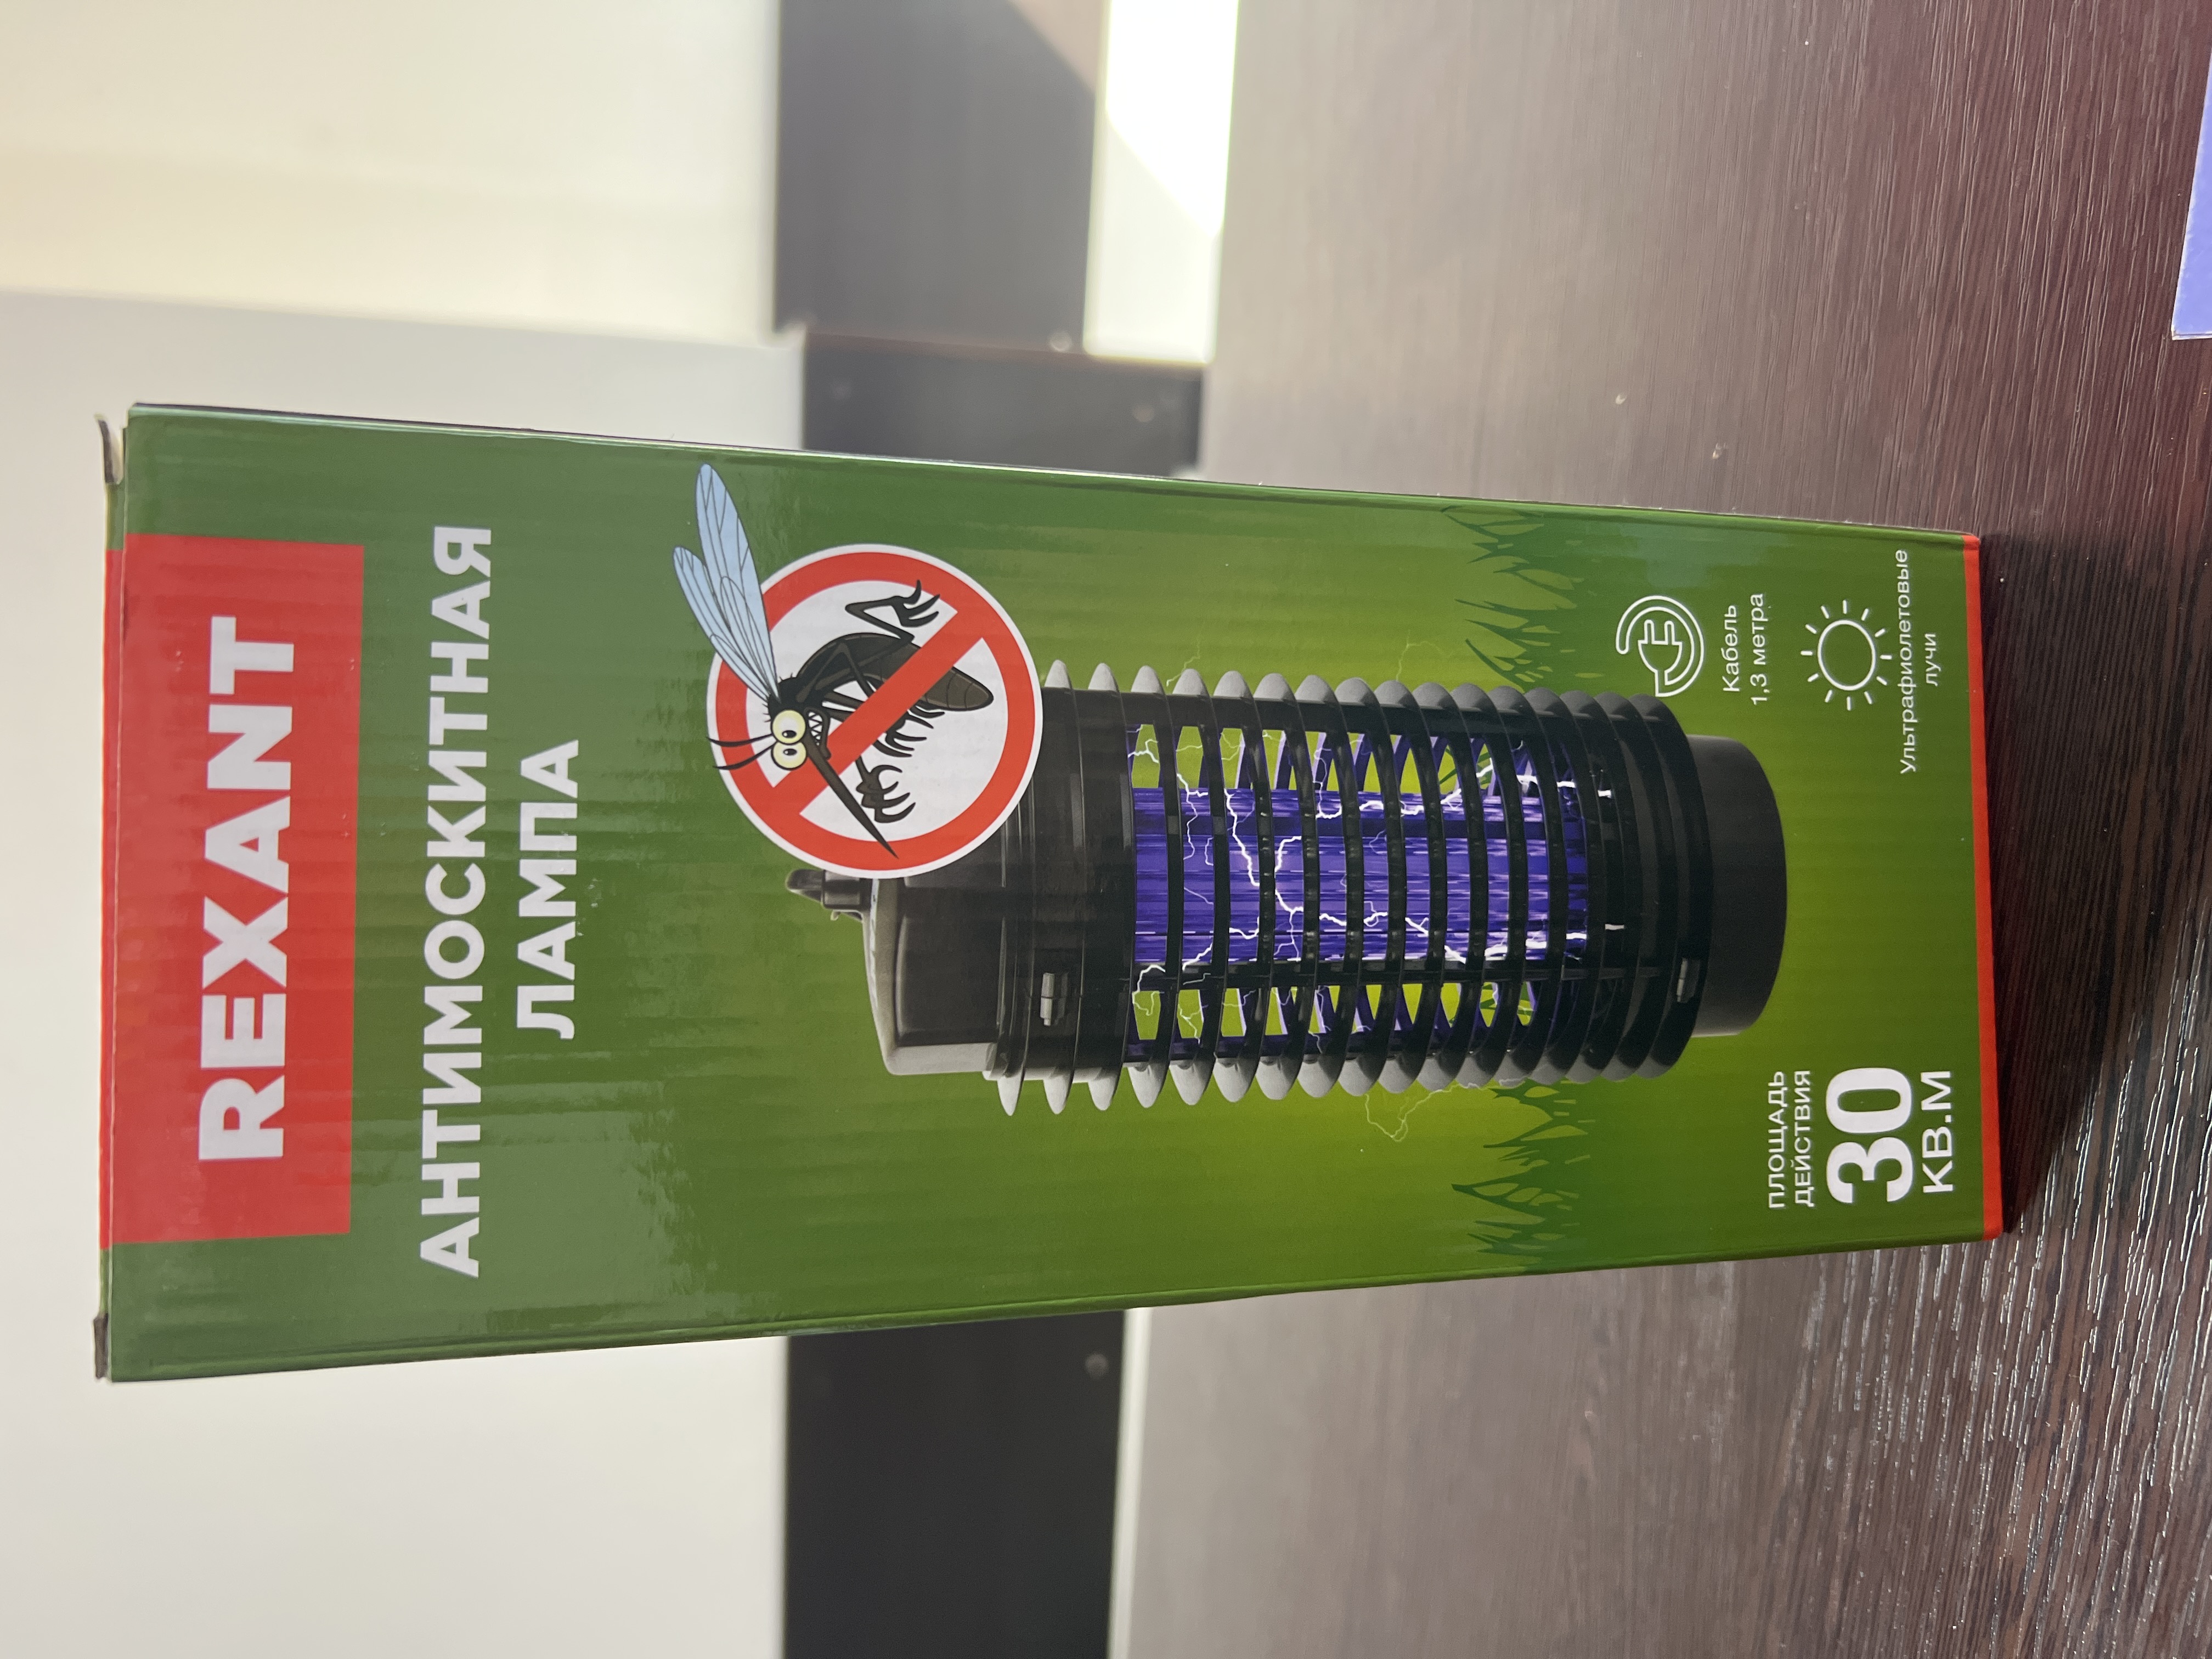 REXANT
АНТИМОСКИТНАЯ
ЛАМПА
Кабель
1,3 метра
Ультрафиолетовые
лучи
ПЛОЩАДЬ
ДЕЙСТВИЯ
30
КВ.М